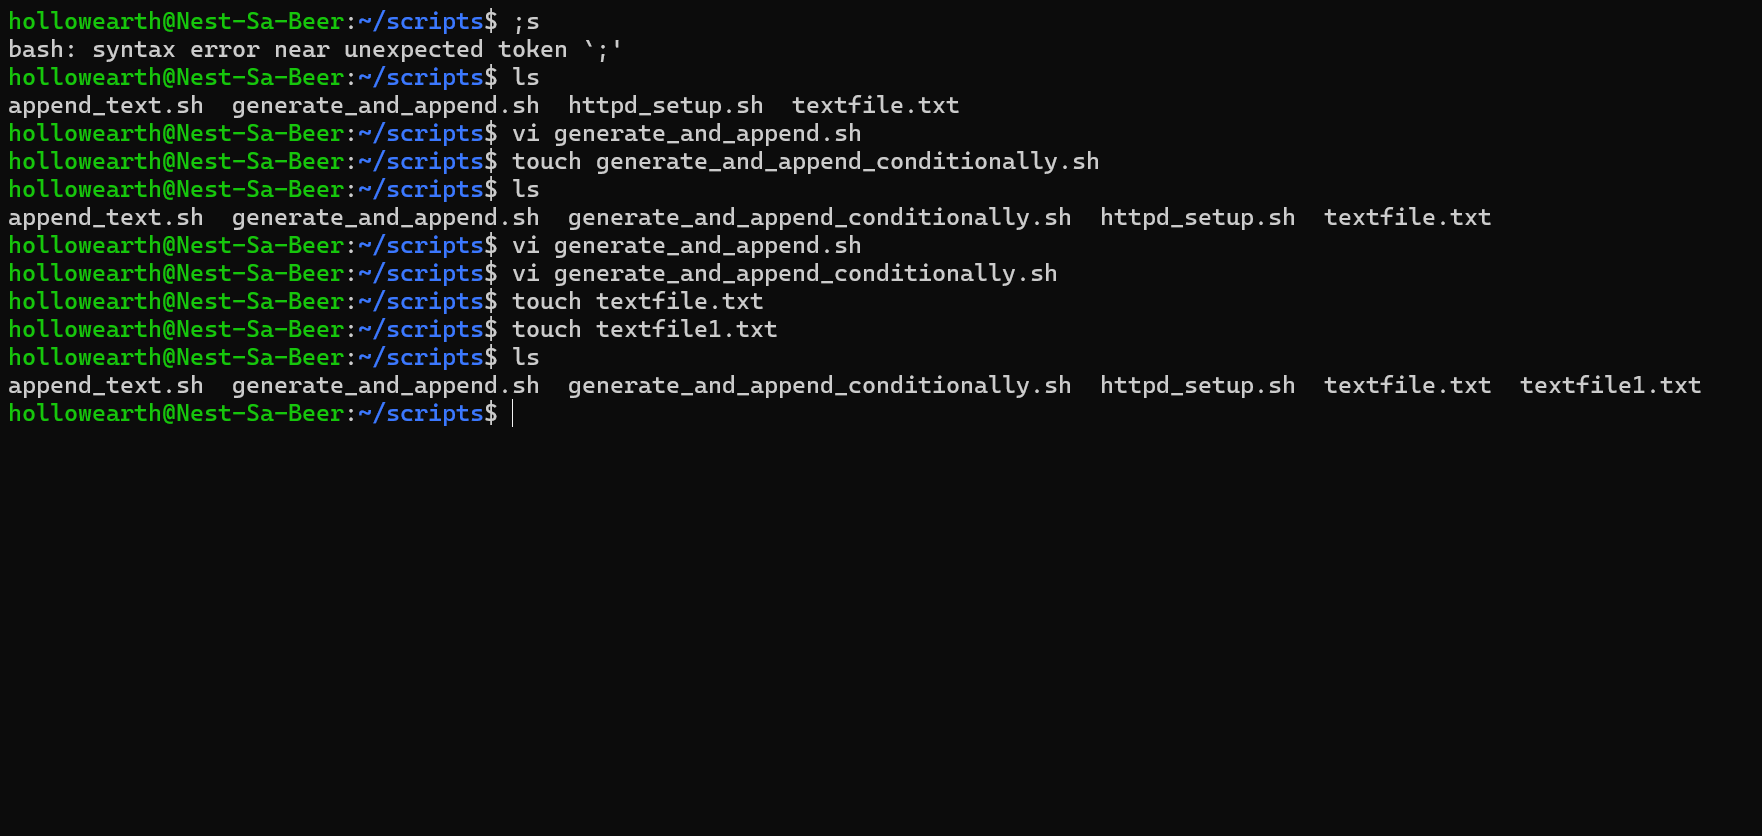 hollowearth@Nest-Sa-Beer:~/scripts$ ;s
bash: syntax error near unexpected token `;'
hollowearth@Nest-Sa-Beer:~/scripts$ ls
append_text.sh  generate_and_append.sh  httpd_setup.sh  textfile.txt
hollowearth@Nest-Sa-Beer:~/scripts$ vi generate_and_append.sh
hollowearth@Nest-Sa-Beer:~/scripts$ touch generate_and_append_conditionally.sh
hollowearth@Nest-Sa-Beer:~/scripts$ ls
append_text.sh  generate_and_append.sh  generate_and_append_conditionally.sh  httpd_setup.sh  textfile.txt
hollowearth@Nest-Sa-Beer:~/scripts$ vi generate_and_append.sh
hollowearth@Nest-Sa-Beer:~/scripts$ vi generate_and_append_conditionally.sh
hollowearth@Nest-Sa-Beer:~/scripts$ touch textfile.txt
hollowearth@Nest-Sa-Beer:~/scripts$ touch textfile1.txt
hollowearth@Nest-Sa-Beer:~/scripts$ ls
append_text.sh  generate_and_append.sh  generate_and_append_conditionally.sh  httpd_setup.sh  textfile.txt  textfile1.txt
hollowearth@Nest-Sa-Beer:~/scripts$